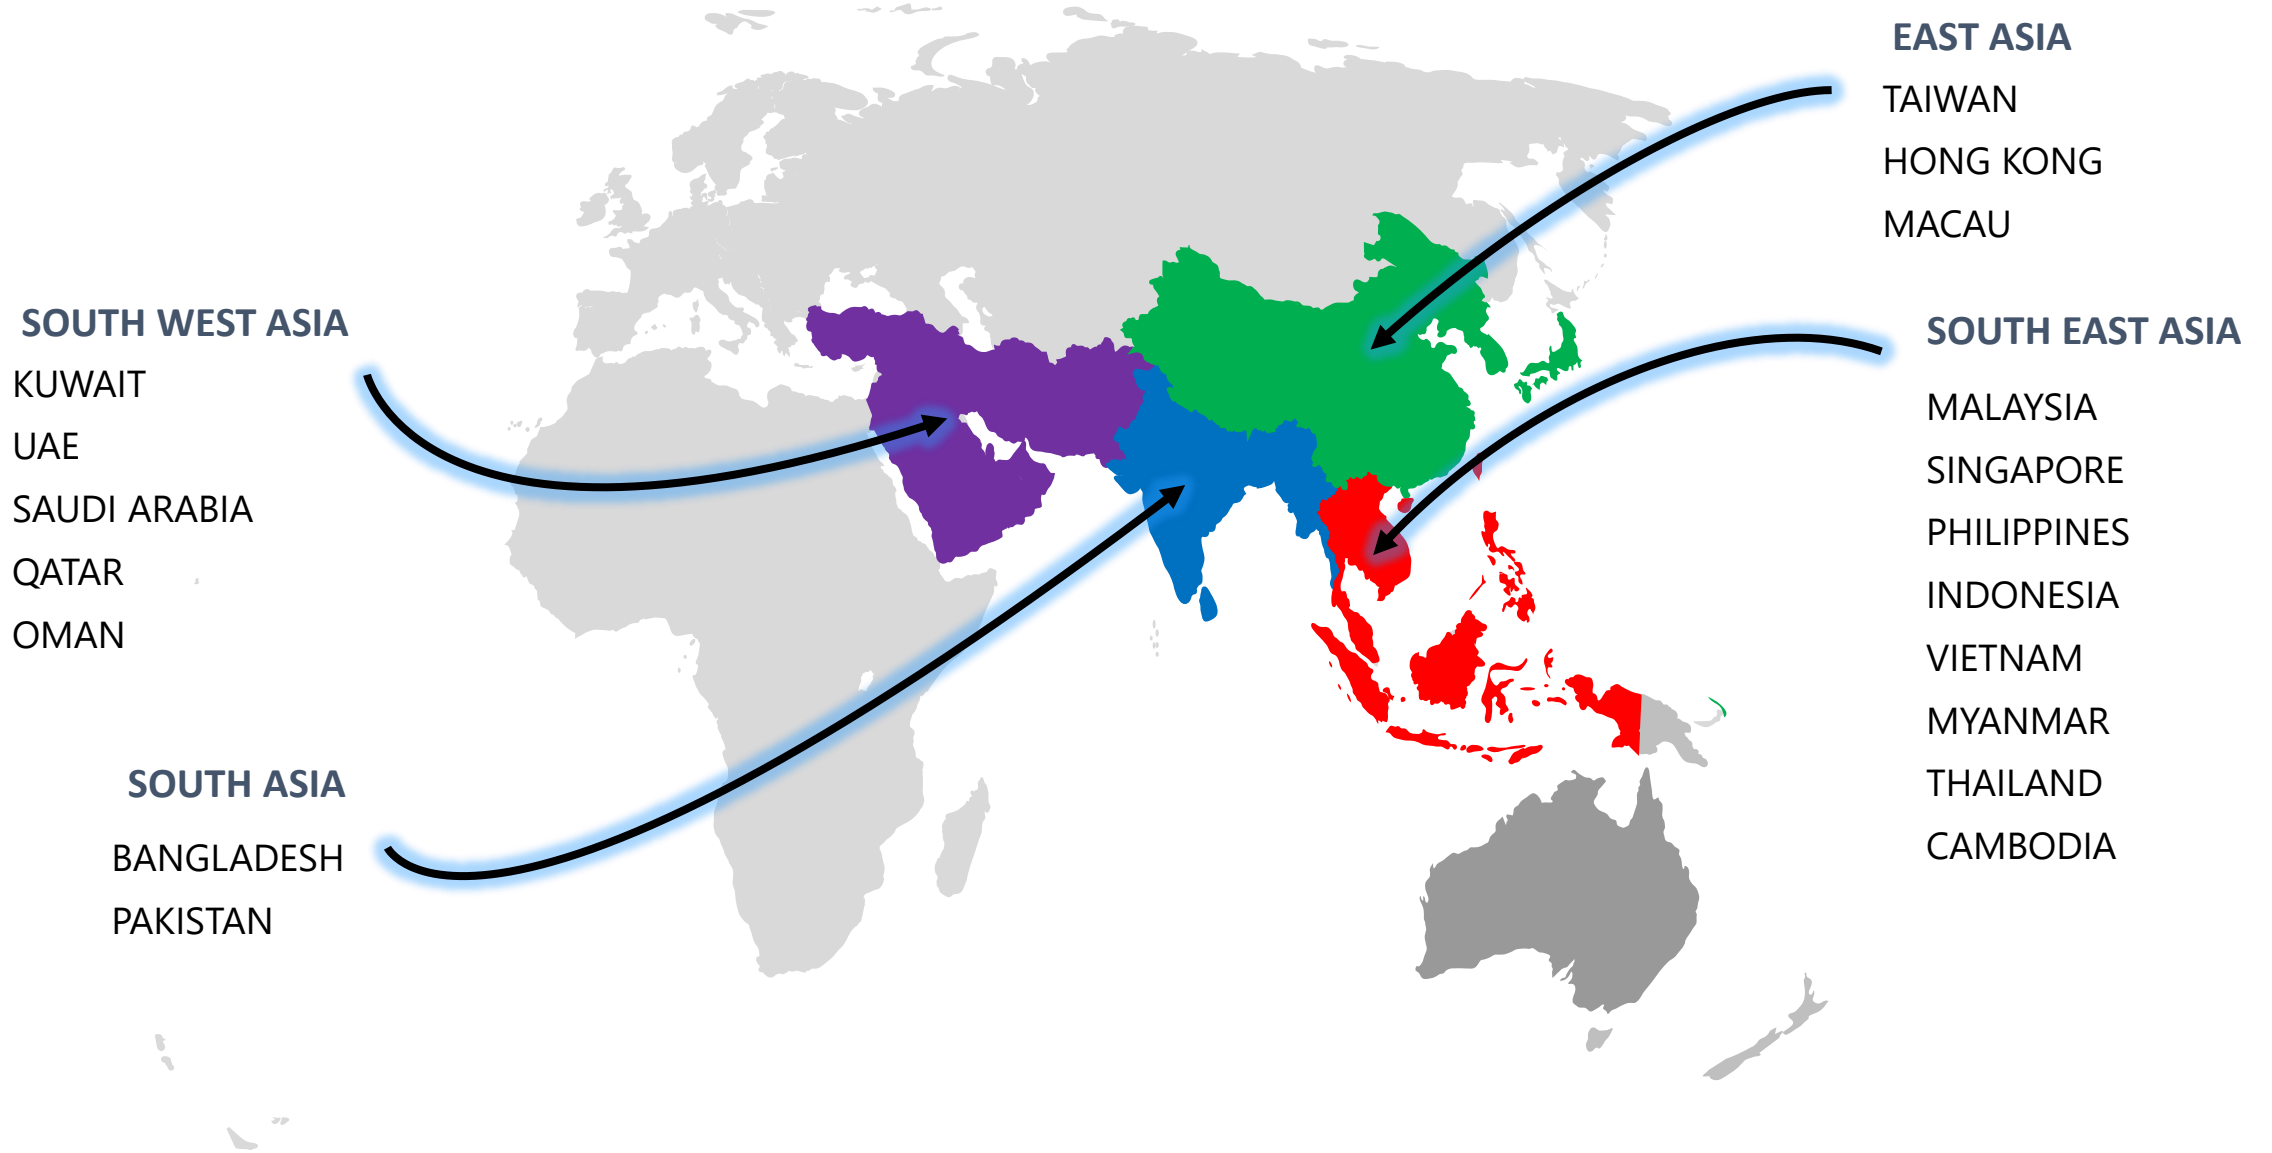 EAST ASIA
TAIWAN
HONG KONG
MACAU
SOUTH WEST ASIA
KUWAIT
UAE
SAUDI ARABIA
QATAR
OMAN
SOUTH EAST ASIA
MALAYSIA
SINGAPORE
PHILIPPINES
INDONESIA
VIETNAM
MYANMAR
THAILAND
CAMBODIA
SOUTH ASIA
BANGLADESH
PAKISTAN